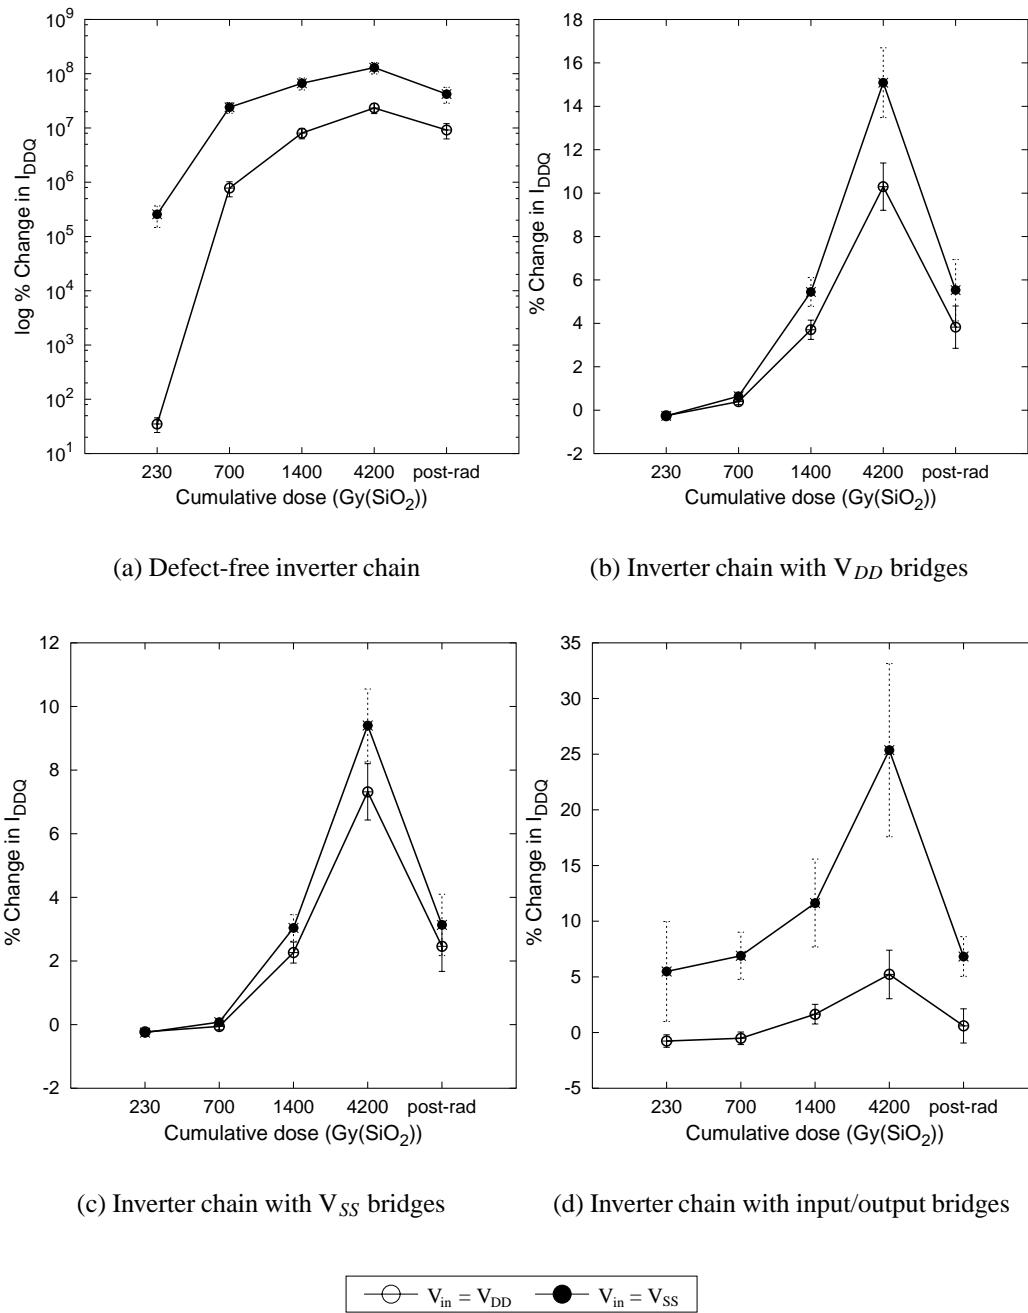 10^9
10^8
10^7
10^6
10^5
10^4
10^3
10^2
10^1
log % Change in I_DDQ
230 700 1400 4200 post-rad
Cumulative dose (Gy(SiO_2))
(a) Defect-free inverter chain
18
16
14
12
10
8
6
4
2
0
-2
% Change in I_DDQ
230 700 1400 4200 post-rad
Cumulative dose (Gy(SiO_2))
(b) Inverter chain with V_DD bridges
12
10
8
6
4
2
0
-2
% Change in I_DDQ
230 700 1400 4200 post-rad
Cumulative dose (Gy(SiO_2))
(c) Inverter chain with V_SS bridges
35
30
25
20
15
10
5
0
-5
% Change in I_DDQ
230 700 1400 4200 post-rad
Cumulative dose (Gy(SiO_2))
(d) Inverter chain with input/output bridges
V_in = V_DD V_in = V_SS